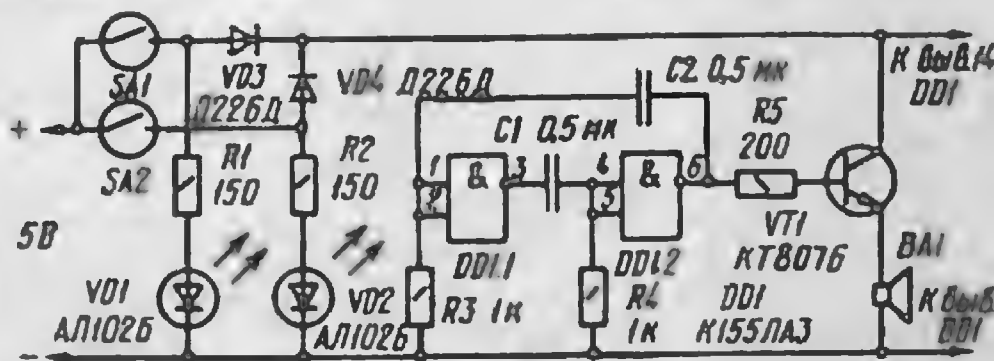 +
5В
-
SA1
SA2
VD3
Д226Д
VD4 Д226Д
R1
150
R2
150
VD1
АЛ102Б
VD2
АЛ102Б
C1 0,5 мк
C2 0,5 мк
1
2
&
3
DD1.1
R3 1к
4
5
&
6
DD1.2
R4
1к
R5
200
VT1
КТ807Б
DD1
К155ЛА3
BA1
К выв.14
DD1
К выв.
DD1